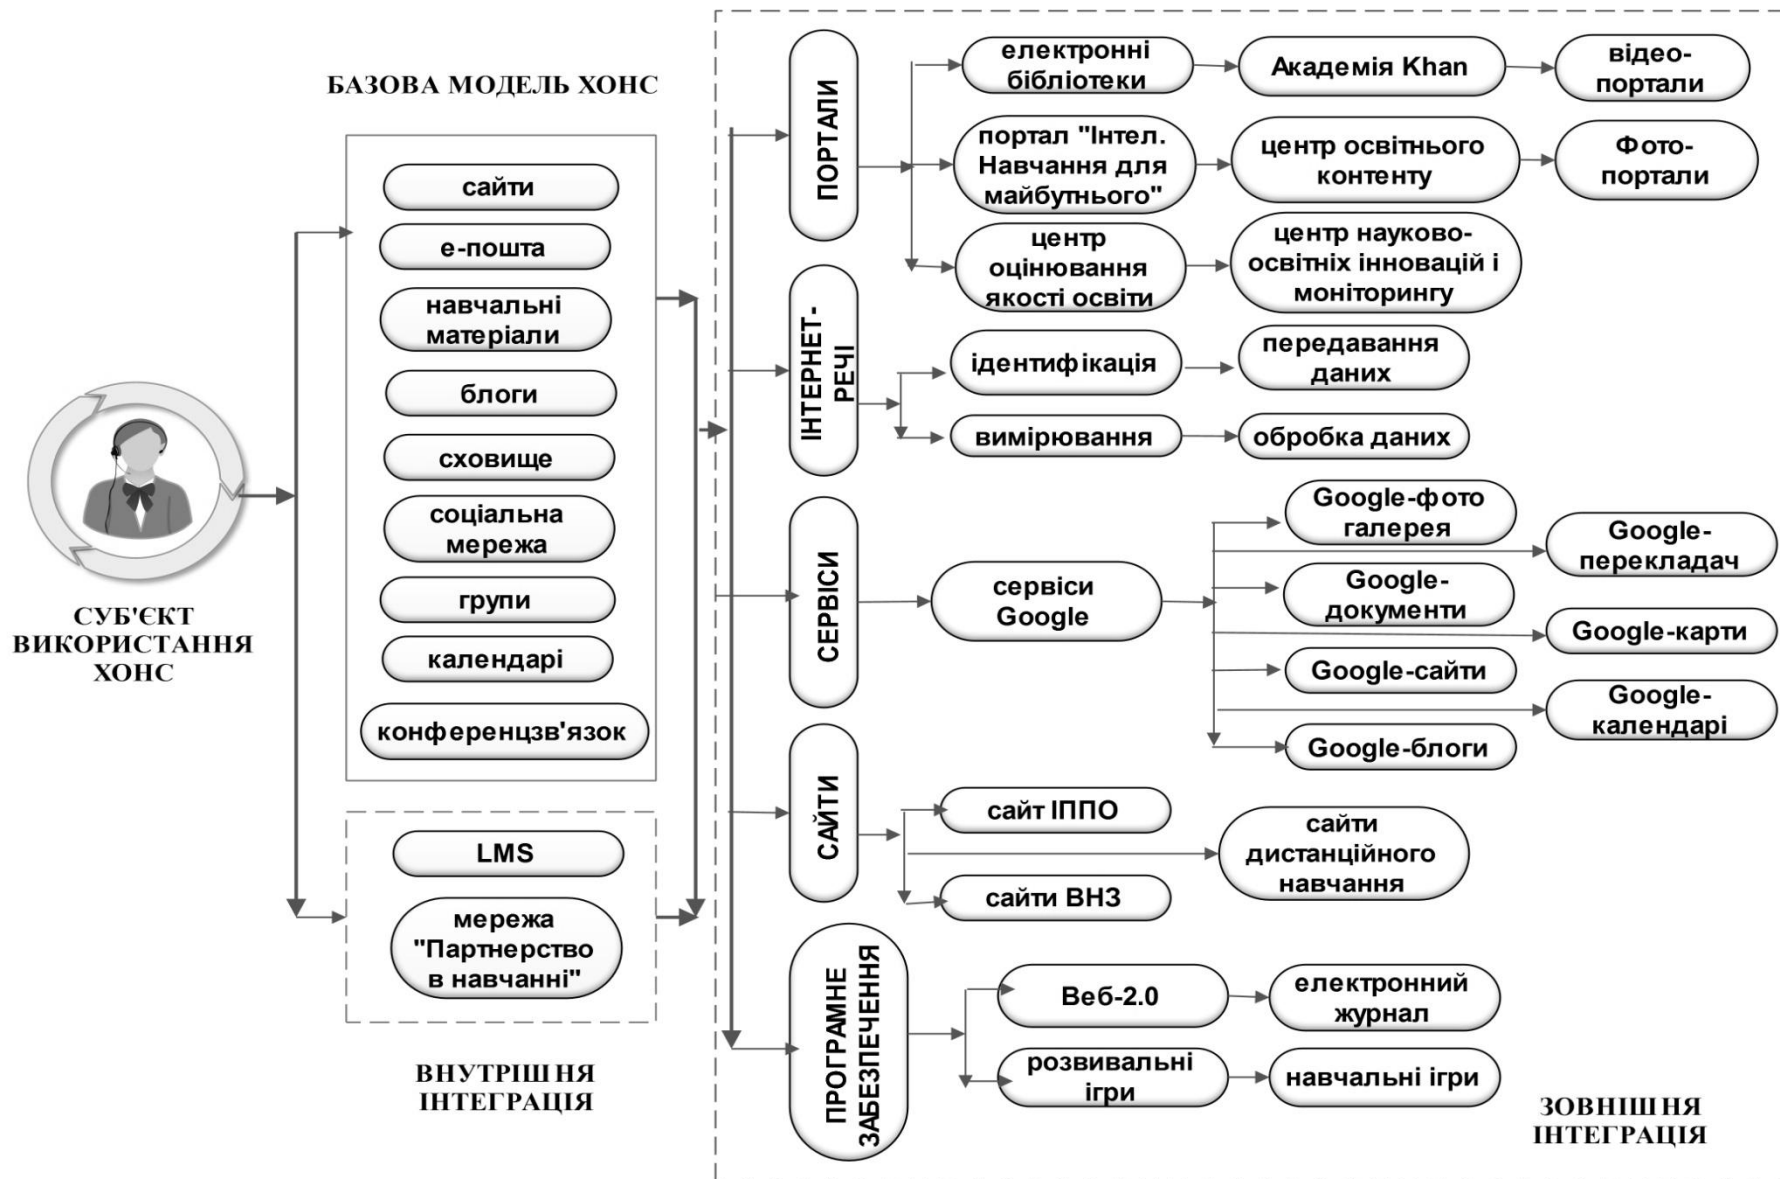 БАЗОВА МОДЕЛЬ ХОНС
сайти
е-пошта
навчальні
матеріали
блоги
сховище
соціальна
мережа
групи
календарі
конференцзв'язок
СУБ'ЄКТ
ВИКОРИСТАННЯ
ХОНС
LMS
мережа
"Партнерство
в навчанні"
ВНУТРІШНЯ
ІНТЕГРАЦІЯ
ПОРТАЛИ
електронні
бібліотеки
Академія Khan
відео-
портали
портал "Інтел.
Навчання для
майбутнього"
центр освітнього
контенту
Фото-
портали
центр
оцінювання
якості освіти
центр науково-
освітніх інновацій і
моніторингу
ІНТЕРНЕТ-
РЕЧІ
ідентифікація
передавання
даних
вимірювання
обробка даних
СЕРВІСИ
сервіси
Google
Google-фото
галерея
Google-
перекладач
Google-
документи
Google-карти
Google-сайти
Google-
календарі
Google-блоги
САЙТИ
сайт ІППО
сайти
дистанційного
навчання
сайти ВНЗ
ПРОГРАМНЕ
ЗАБЕЗПЕЧЕННЯ
Веб-2.0
електронний
журнал
розвивальні
ігри
навчальні ігри
ЗОВНІШНЯ
ІНТЕГРАЦІЯ